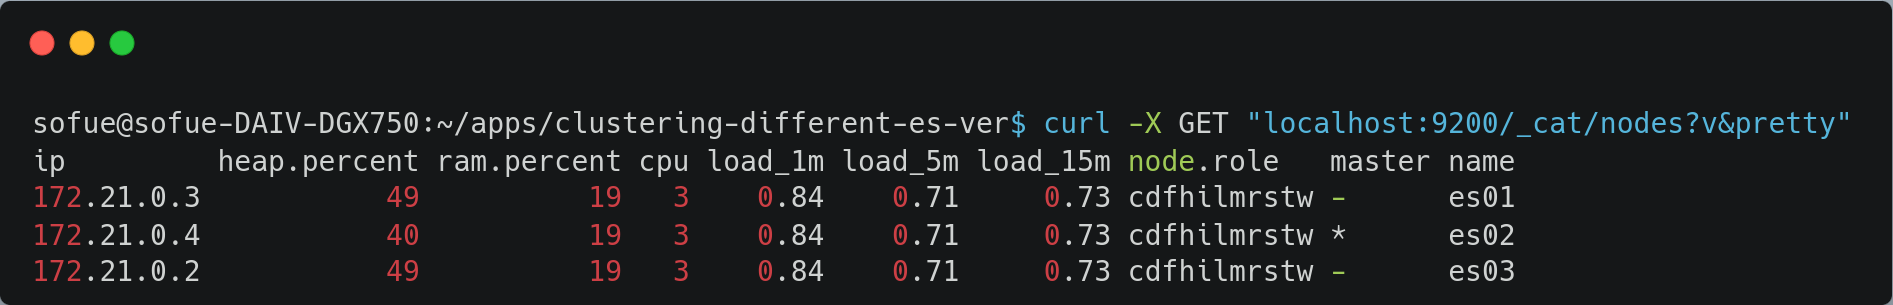 sofue@sofue-DAIV-DGX750:~/apps/clustering-different-es-ver$ curl -X GET "localhost:9200/_cat/nodes?v&pretty"
ip          heap.percent ram.percent cpu load_1m load_5m load_15m node.role   master name
172.21.0.3           49          19   3    0.84    0.71     0.73 cdfhilmrstw -      es01
172.21.0.4           40          19   3    0.84    0.71     0.73 cdfhilmrstw *      es02
172.21.0.2           49          19   3    0.84    0.71     0.73 cdfhilmrstw -      es03